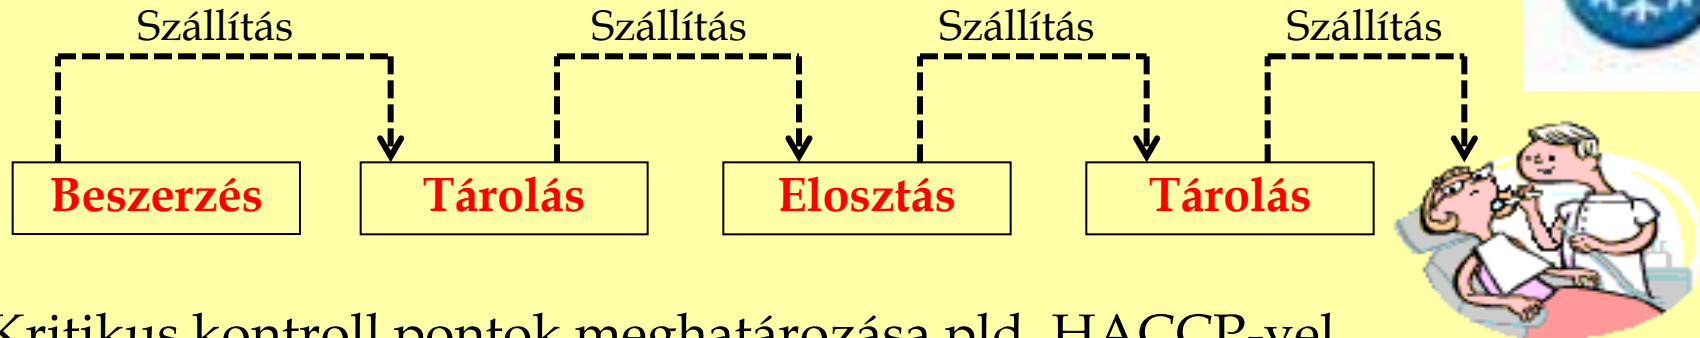 Szállítás Szállítás Szállítás Szállítás
Beszerzés Tárolás Elosztás Tárolás
Kritikus kontroll pontok meghatározása pld. HACCP-vel